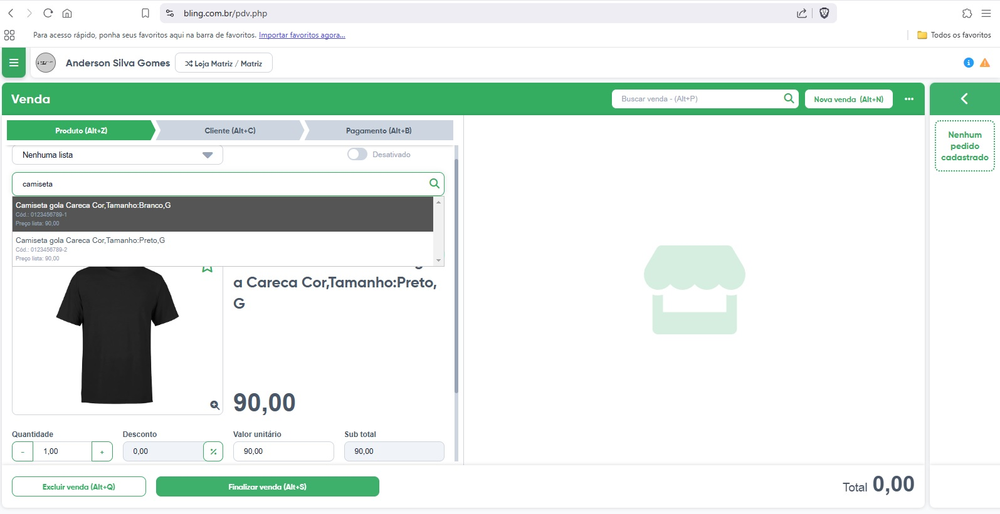 bling.com.br/pdv.php
Para acesso rápido, ponha seus favoritos aqui na barra de favoritos. Importar favoritos agora...
Todos os favoritos
Anderson Silva Gomes
Loja Matriz / Matriz
Venda
Buscar venda - (Alt+P)
Nova venda (Alt+N)
Produto (Alt+Z)
Cliente (Alt+C)
Pagamento (Alt+B)
Nenhum
pedido
cadastrado
Nenhuma lista
Desativado
camiseta
Camiseta gola Careca Cor,Tamanho:Branco,G
Cód.: 0123456789-1
Preço lista: 90,00
Camiseta gola Careca Cor,Tamanho:Preto,G
Cód.: 0123456789-2
Preço lista: 90,00
a Careca Cor,Tamanho:Preto,
G
90,00
Quantidade
Desconto
Valor unitário
Sub total
- 1,00 +
0,00 %
90,00
90,00
Excluir venda (Alt+Q)
Finalizar venda (Alt+S)
Total 0,00